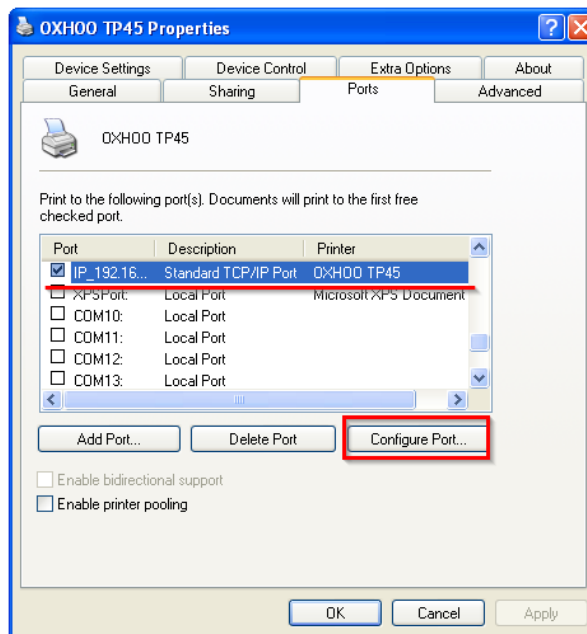 OXHOO TP45 Properties
Device Settings Device Control Extra Options About
General Sharing Ports Advanced
OXHOO TP45
Print to the following port(s). Documents will print to the first free
checked port.
Port Description Printer
IP_192.16... Standard TCP/IP Port OXHOO TP45
XPSPort: Local Port Microsoft XPS Document
COM10: Local Port
COM11: Local Port
COM12: Local Port
COM13: Local Port
Add Port... Delete Port Configure Port...
Enable bidirectional support
Enable printer pooling
OK Cancel Apply